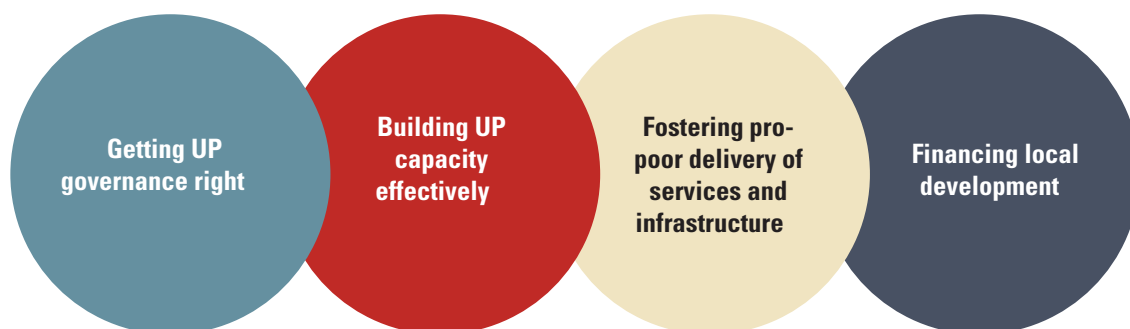 Getting UP
governance right
Building UP
capacity
effectively
Fostering pro-
poor delivery of
services and
infrastructure
Financing local
development